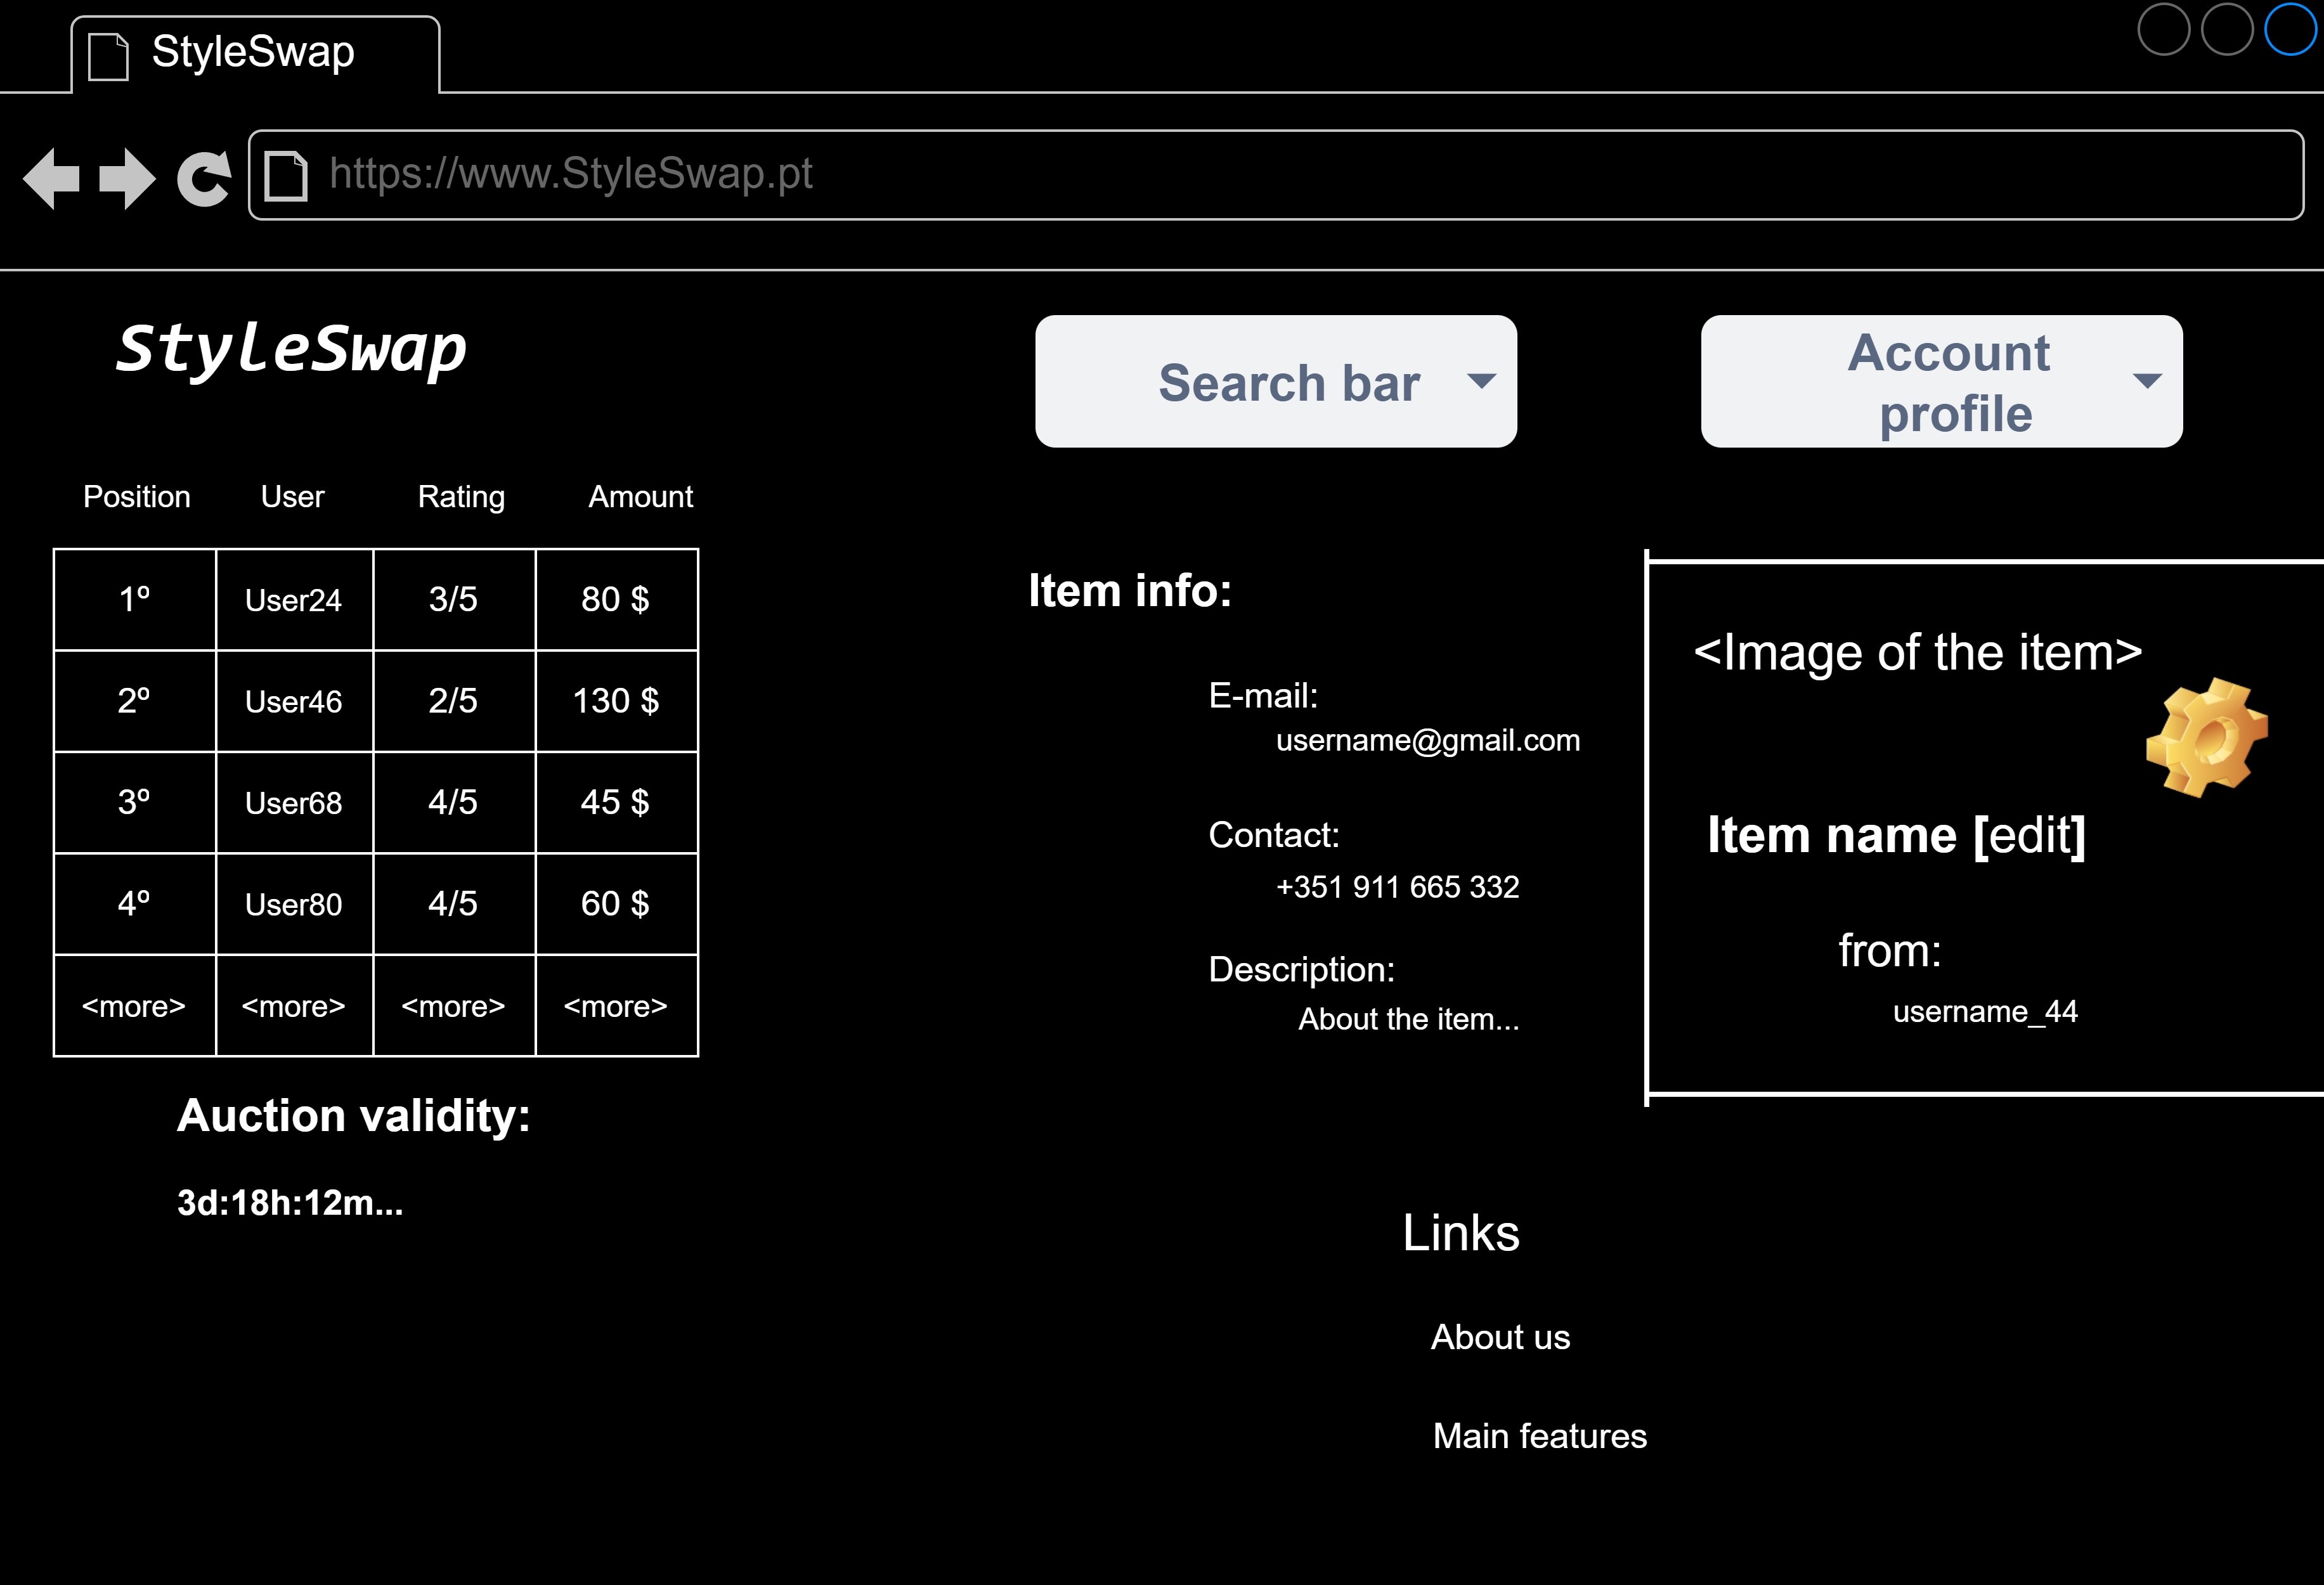 StyleSwap
https://www.StyleSwap.pt
StyleSwap
Search bar
Account
profile
Position User Rating Amount
1º User24 3/5 80 $
2º User46 2/5 130 $
3º User68 4/5 45 $
4º User80 4/5 60 $
<more> <more> <more> <more>
Auction validity:
3d:18h:12m...
Item info:
E-mail:
username@gmail.com
Contact:
+351 911 665 332
Description:
About the item...
<Image of the item>
Item name [edit]
from:
username_44
Links
About us
Main features